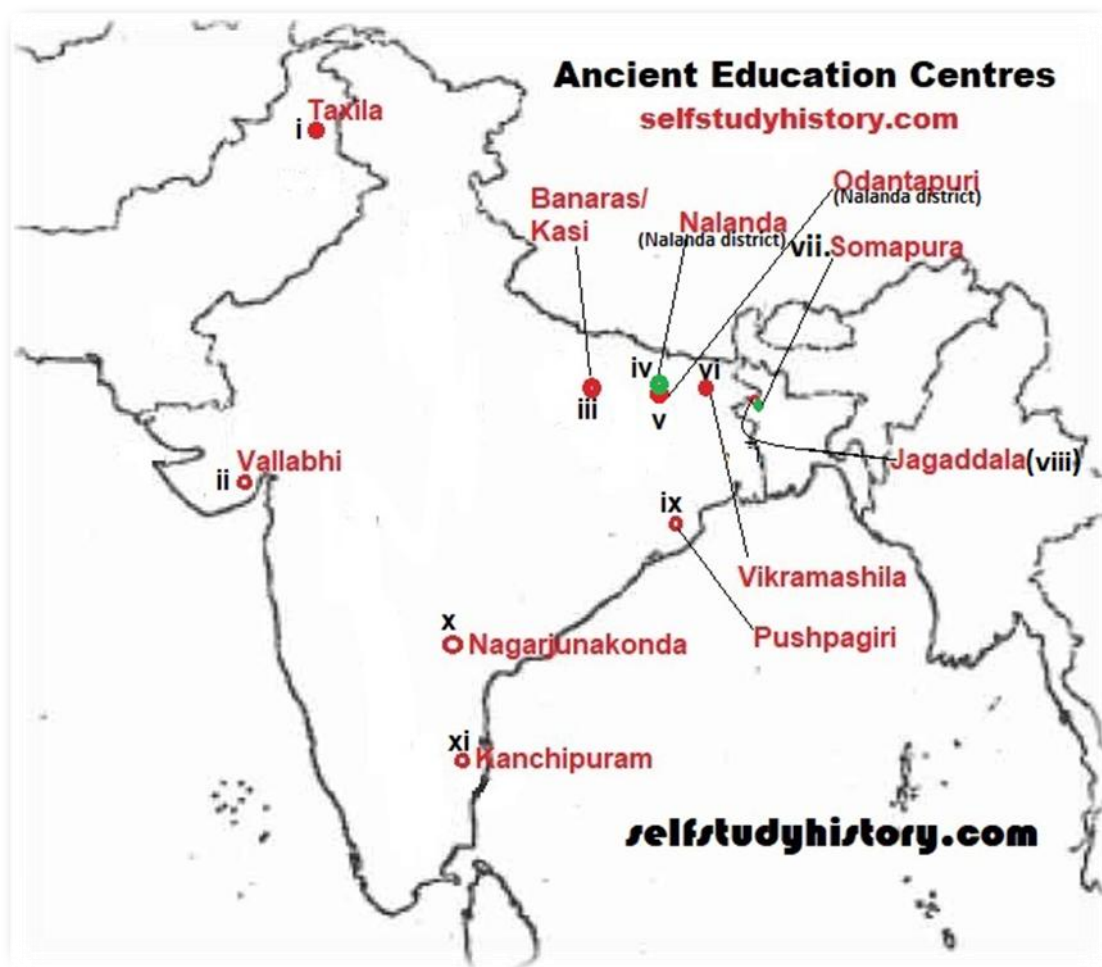 Ancient Education Centres
selfstudyhistory.com
Taxila
i
Odantapuri
(Nalanda district)
Banaras/
Kasi
Nalanda
(Nalanda district)
vii.Somapura
iv
vi
iii
v
Vallabhi
ii
Jagaddala(viii)
ix
Vikramashila
Pushpagiri
x
Nagarjunakonda
xi
Kanchipuram
selfstudyhistory.com